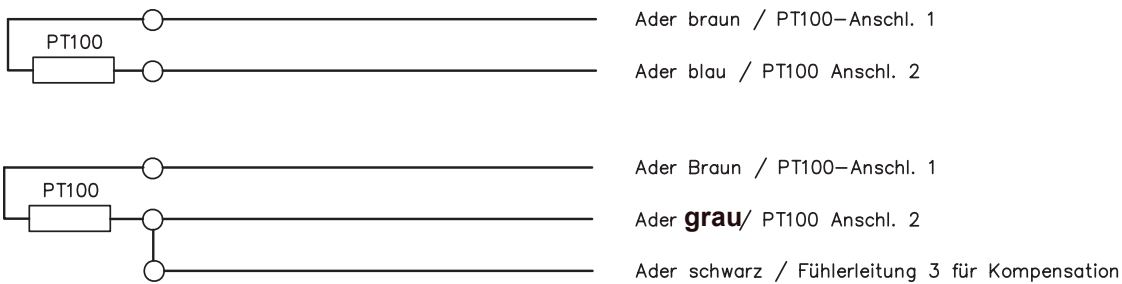 Ader braun / PT100-Anschl. 1
PT100
Ader blau / PT100 Anschl. 2
Ader Braun / PT100-Anschl. 1
PT100
Ader grau/ PT100 Anschl. 2
Ader schwarz / Fühlerleitung 3 für Kompensation